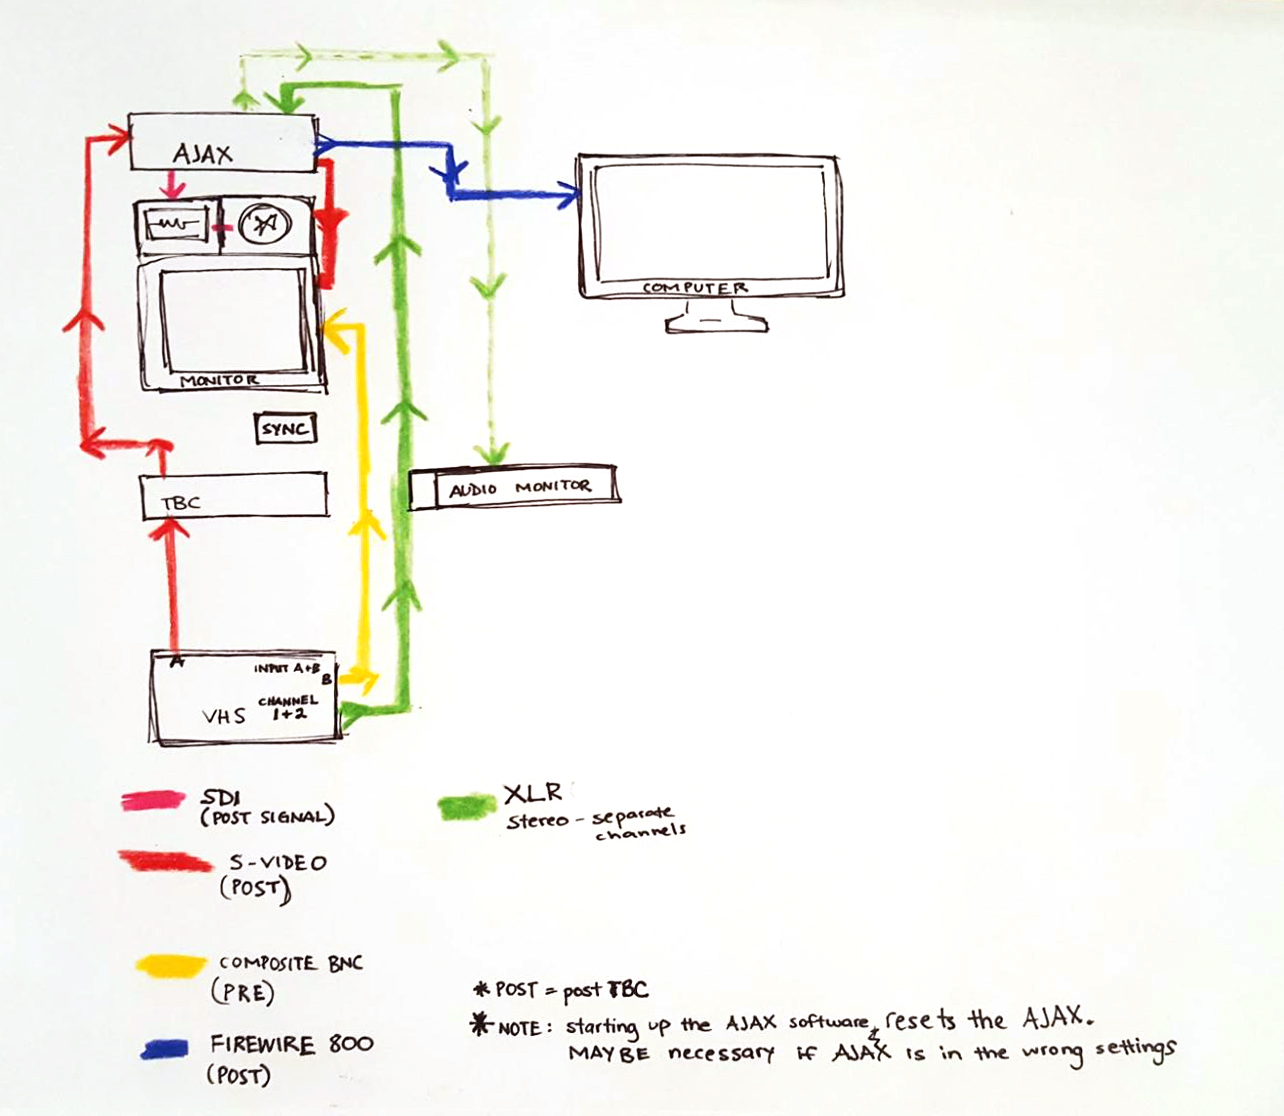 AJAX
COMPUTER
MONITOR
SYNC
TBC
AUDIO MONITOR
A
INPUT A+B
B
CHANNEL
1+2
VHS
SDI
(POST SIGNAL)
XLR
Stereo - separate
channels
S-VIDEO
(POST)
COMPOSITE BNC
(PRE)
FIREWIRE 800
(POST)
* POST = post TBC
* NOTE: starting up the AJAX software resets the AJAX.
& MAYBE necessary if AJAX is in the wrong settings